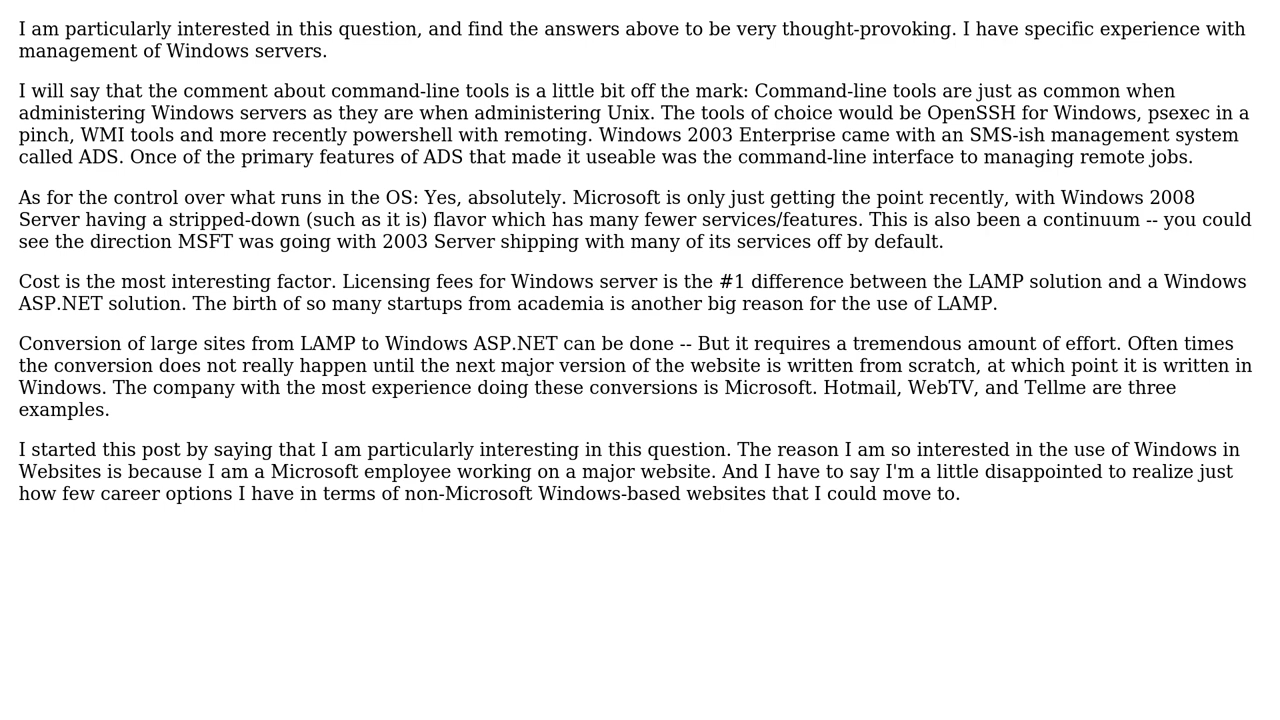 I am particularly interested in this question, and find the answers above to be very thought-provoking. I have specific experience with
management of Windows servers.
I will say that the comment about command-line tools is a little bit off the mark: Command-line tools are just as common when
administering Windows servers as they are when administering Unix. The tools of choice would be OpenSSH for Windows, psexec in a
pinch, WMI tools and more recently powershell with remoting. Windows 2003 Enterprise came with an SMS-ish management system
called ADS. Once of the primary features of ADS that made it useable was the command-line interface to managing remote jobs.
As for the control over what runs in the OS: Yes, absolutely. Microsoft is only just getting the point recently, with Windows 2008
Server having a stripped-down (such as it is) flavor which has many fewer services/features. This is also been a continuum -- you could
see the direction MSFT was going with 2003 Server shipping with many of its services off by default.
Cost is the most interesting factor. Licensing fees for Windows server is the #1 difference between the LAMP solution and a Windows
ASP.NET solution. The birth of so many startups from academia is another big reason for the use of LAMP.
Conversion of large sites from LAMP to Windows ASP.NET can be done -- But it requires a tremendous amount of effort. Often times
the conversion does not really happen until the next major version of the website is written from scratch, at which point it is written in
Windows. The company with the most experience doing these conversions is Microsoft. Hotmail, WebTV, and Tellme are three
examples.
I started this post by saying that I am particularly interesting in this question. The reason I am so interested in the use of Windows in
Websites is because I am a Microsoft employee working on a major website. And I have to say I'm a little disappointed to realize just
how few career options I have in terms of non-Microsoft Windows-based websites that I could move to.